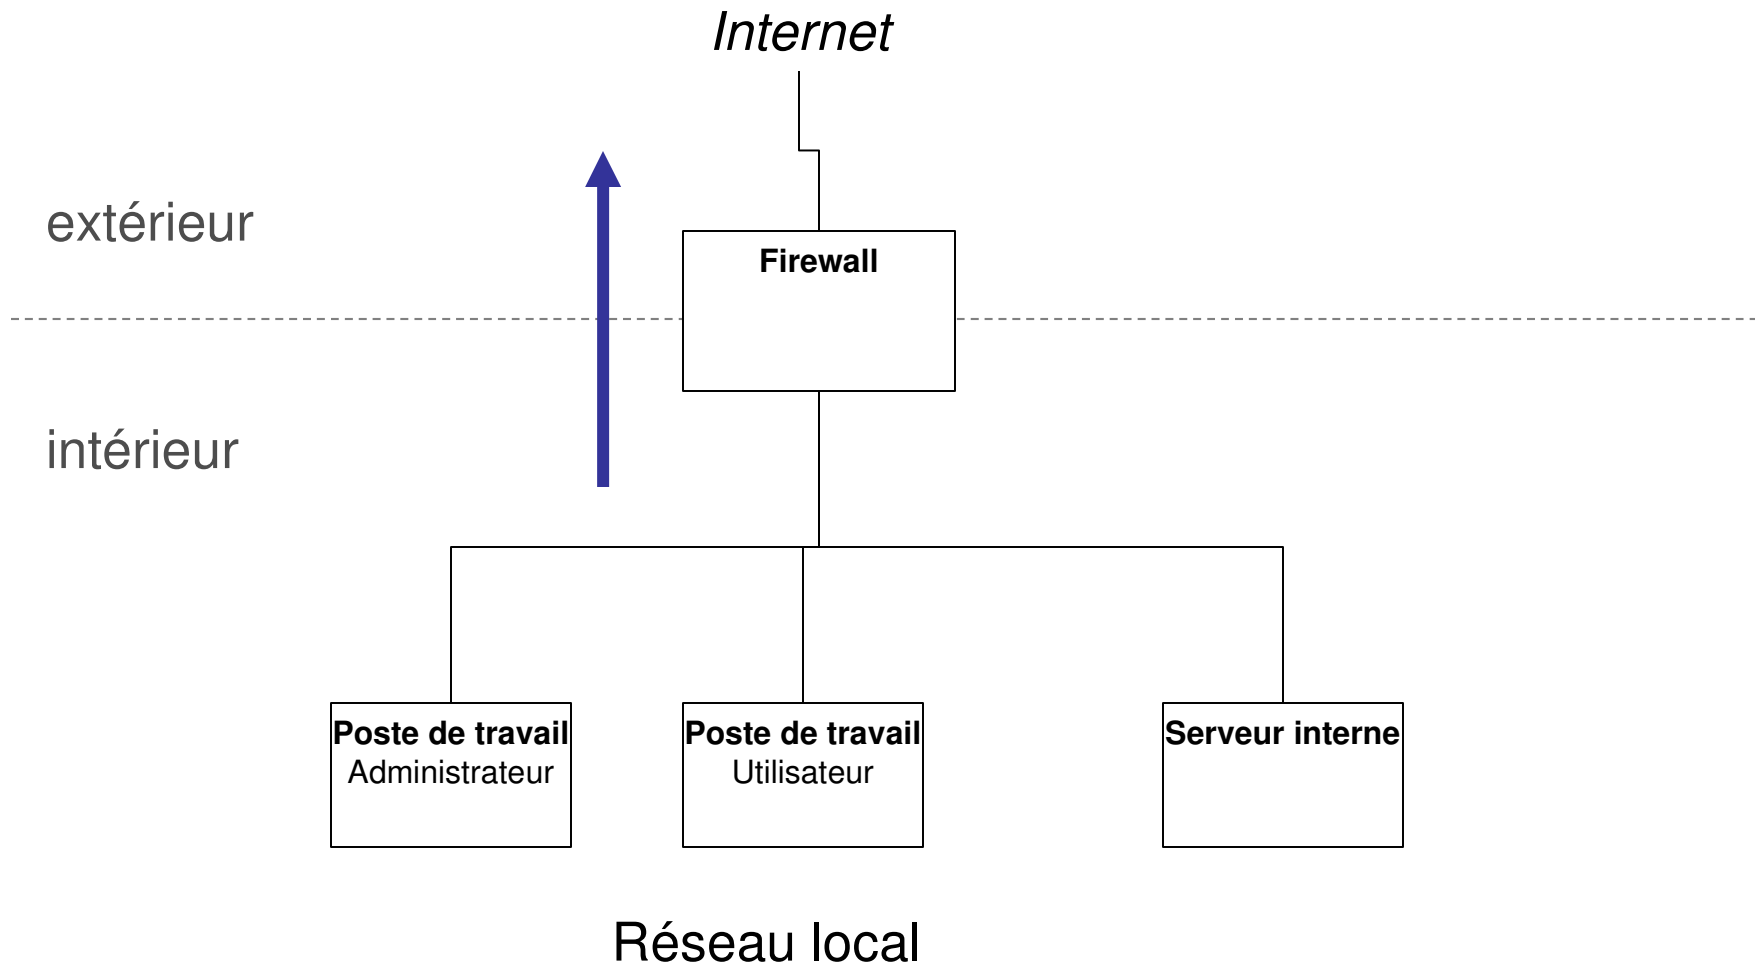 Internet
extérieur
Firewall
intérieur
Poste de travail
Administrateur
Poste de travail
Utilisateur
Serveur interne
Réseau local